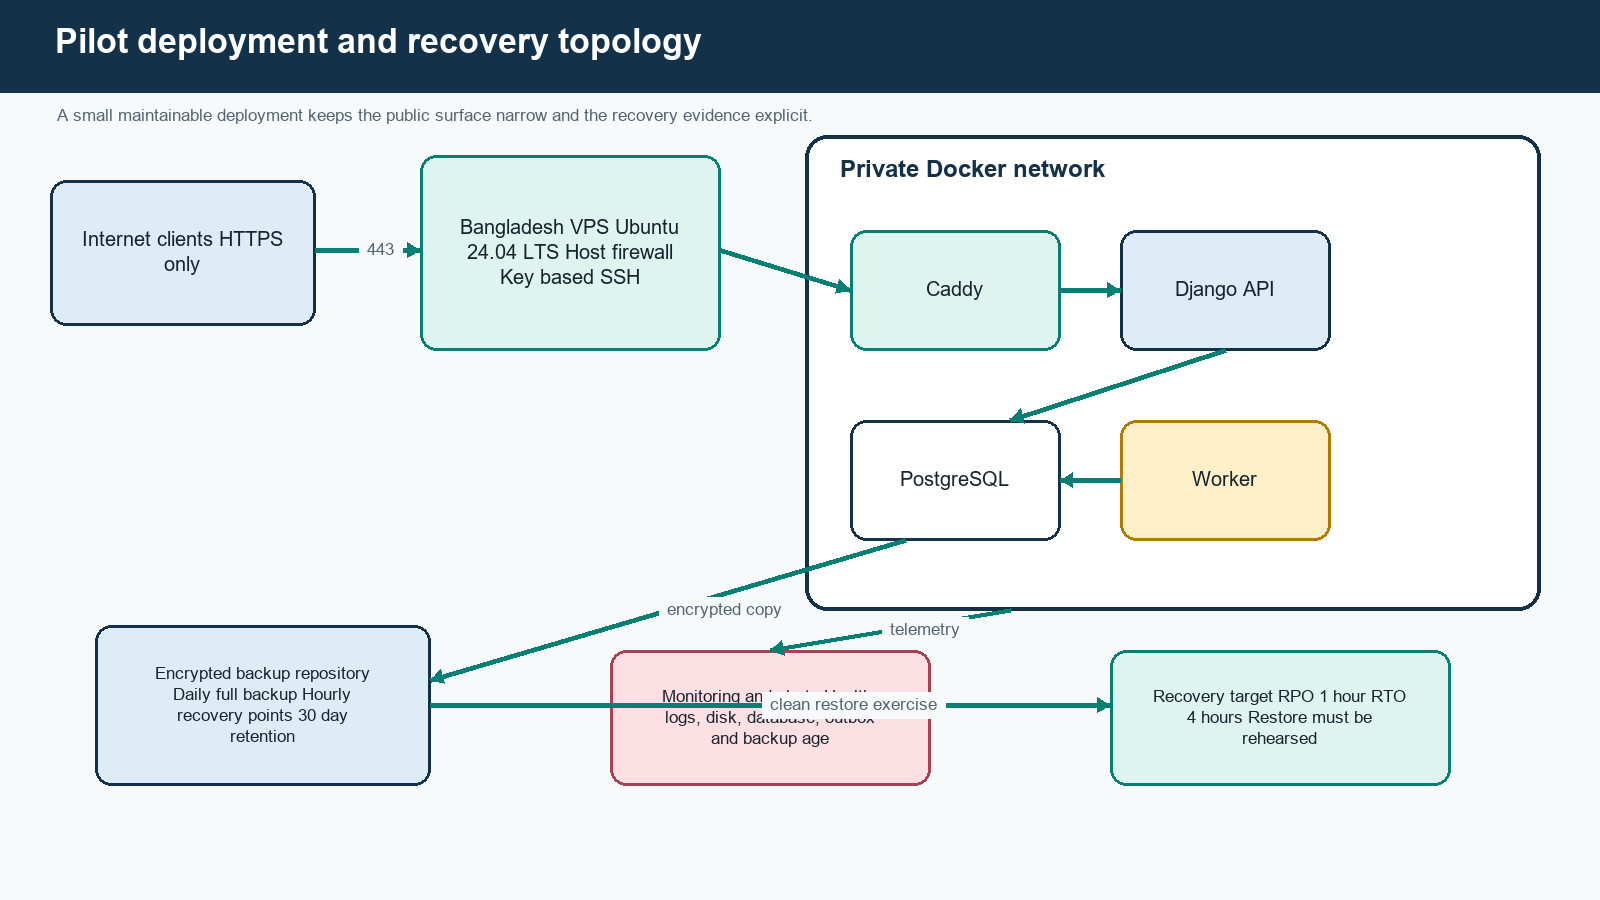 Pilot deployment and recovery topology
A small maintainable deployment keeps the public surface narrow and the recovery evidence explicit.
Internet clients HTTPS
only
443
Bangladesh VPS Ubuntu
24.04 LTS Host firewall
Key based SSH
Private Docker network
Caddy
Django API
PostgreSQL
Worker
encrypted copy
telemetry
Encrypted backup repository
Daily full backup Hourly
recovery points 30 day
retention
Monitoring
clean restore exercise
logs, disk, database, outbox
and backup age
Recovery target RPO 1 hour RTO
4 hours Restore must be
rehearsed